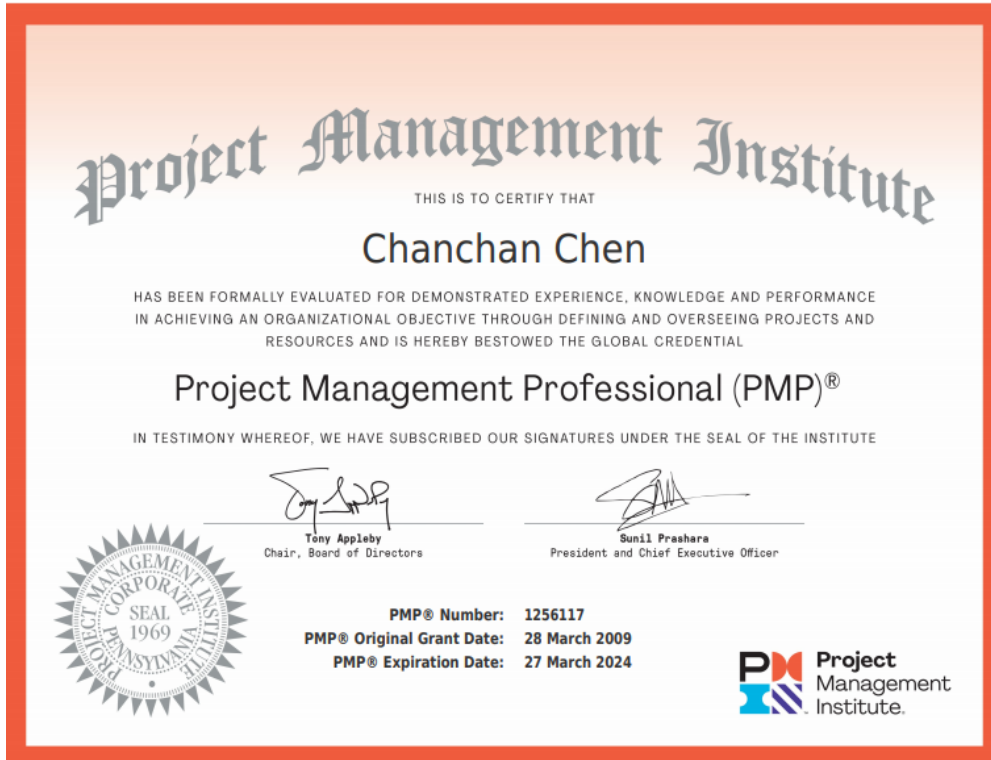 Project Management Institute
THIS IS TO CERTIFY THAT
Chanchan Chen
HAS BEEN FORMALLY EVALUATED FOR DEMONSTRATED EXPERIENCE, KNOWLEDGE AND PERFORMANCE
IN ACHIEVING AN ORGANIZATIONAL OBJECTIVE THROUGH DEFINING AND OVERSEEING PROJECTS AND
RESOURCES AND IS HEREBY BESTOWED THE GLOBAL CREDENTIAL
Project Management Professional (PMP)®
IN TESTIMONY WHEREOF, WE HAVE SUBSCRIBED OUR SIGNATURES UNDER THE SEAL OF THE INSTITUTE
Tony Appleby
Chair, Board of Directors
Sunil Prashara
President and Chief Executive Officer
PROJECT MANAGEMENT INSTITUTE
CORPORATE
SEAL
1969
PENNSYLVANIA
PMP® Number: 1256117
PMP® Original Grant Date: 28 March 2009
PMP® Expiration Date: 27 March 2024
Project
Management
Institute.